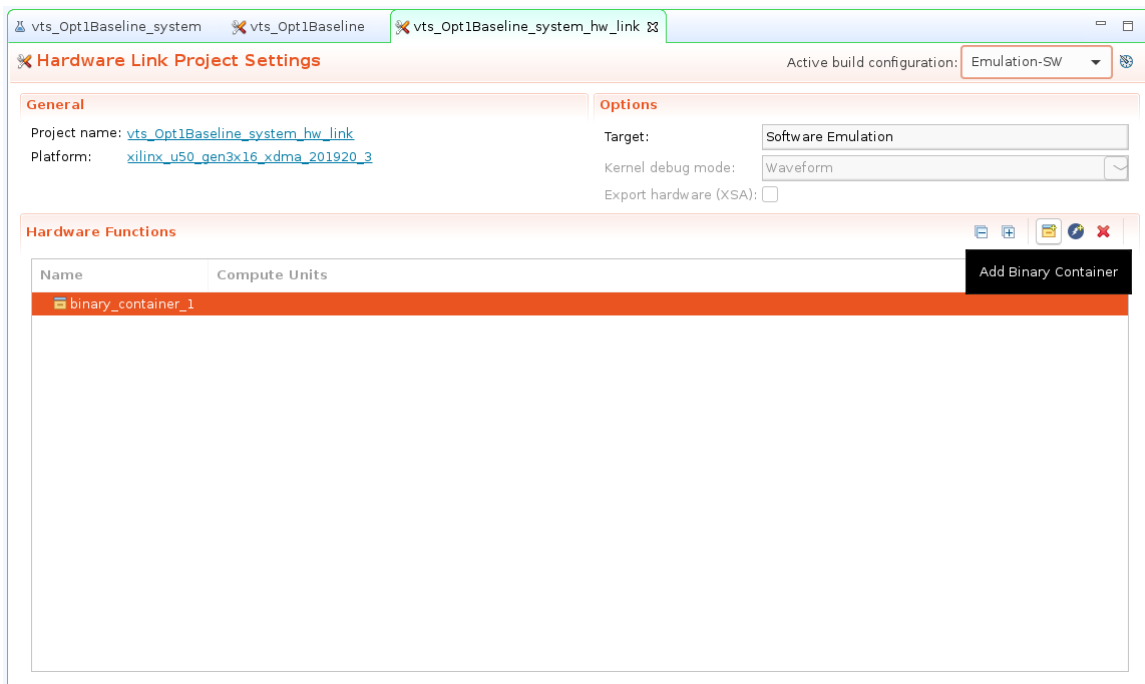 vts_Opt1Baseline_system vts_Opt1Baseline vts_Opt1Baseline_system_hw_link
Hardware Link Project Settings Active build configuration: Emulation-SW
General
Project name: vts_Opt1Baseline_system_hw_link
Platform: xilinx_u50_gen3x16_xdma_201920_3
Options
Target: Software Emulation
Kernel debug mode: Waveform
Export hardware (XSA):
Hardware Functions
Add Binary Container
Name Compute Units
binary_container_1